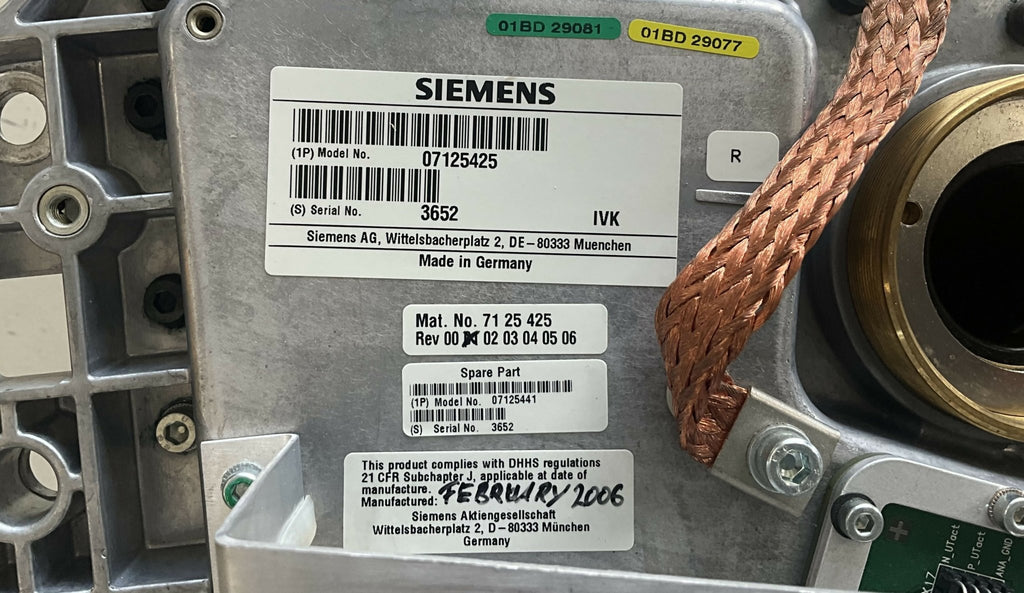 01BD 29081
01BD 29077
SIEMENS
(1P) Model No. 07125425
R
(S) Serial No. 3652 IVK
Siemens AG, Wittelsbacherplatz 2, DE-80333 Muenchen
Made in Germany
Mat. No. 71 25 425
Rev 00 02 03 04 05 06
Spare Part
(1P) Model No. 07125441
(S) Serial No. 3652
This product complies with DHHS regulations
21 CFR Subchapter J, applicable at date of
manufacture.
Manufactured: FEBRUARY 2006
Siemens Aktiengesellschaft
Wittelsbacherplatz 2, D-80333 München
Germany
N_UTact
P_UTact
ANA_GND